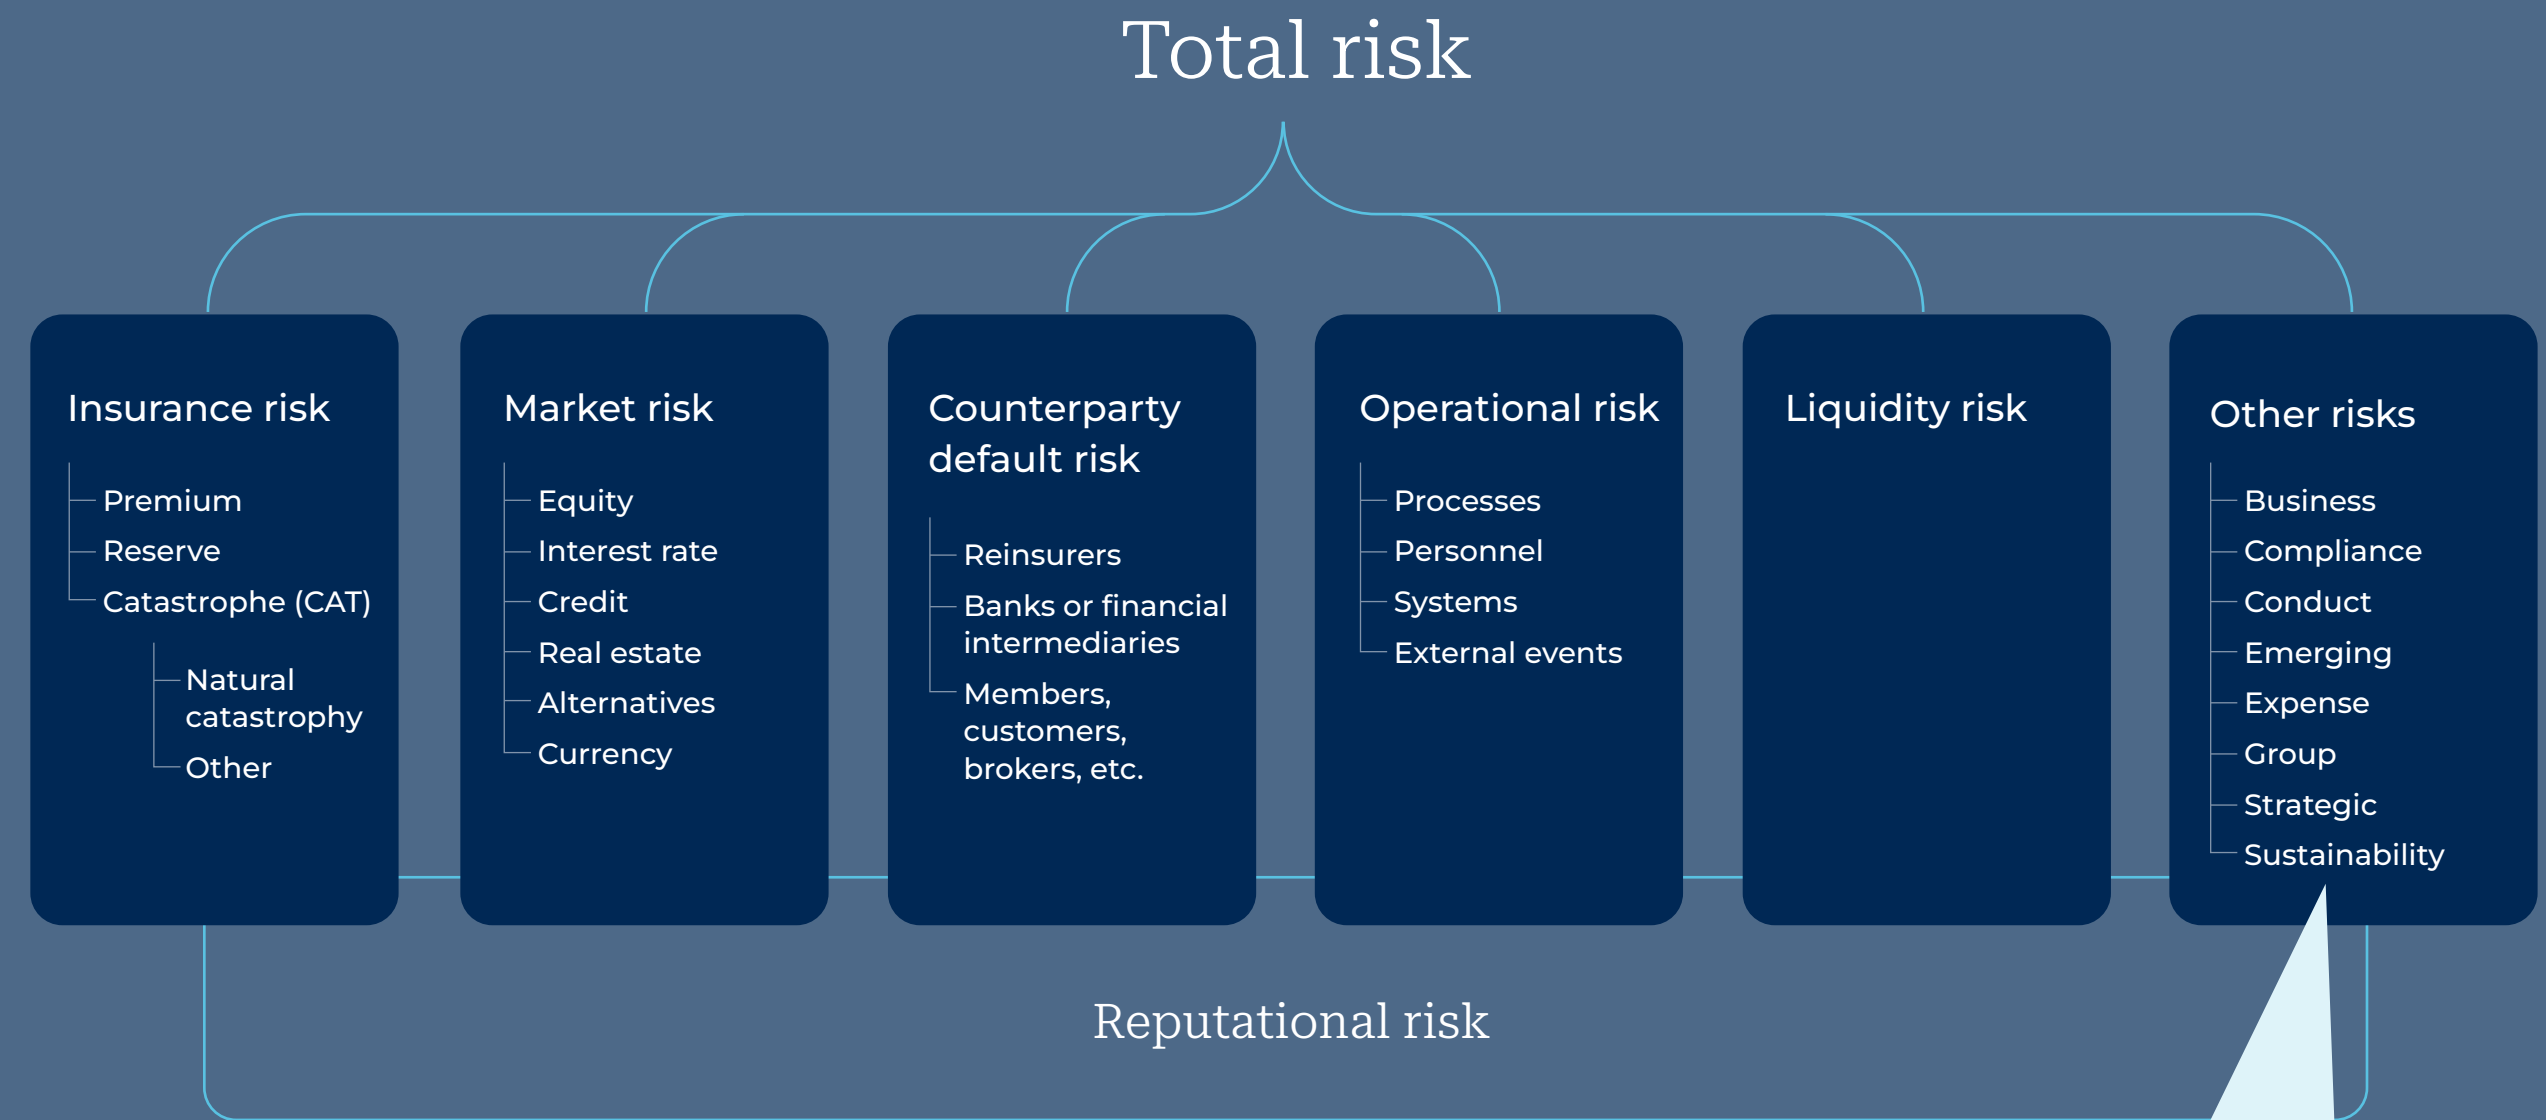 Total risk
Insurance risk
Premium
Reserve
Catastrophe (CAT)
Natural
catastrophy
Other
Market risk
Equity
Interest rate
Credit
Real estate
Alternatives
Currency
Counterparty
default risk
Reinsurers
Banks or financial
intermediaries
Members,
customers,
brokers, etc.
Operational risk
Processes
Personnel
Systems
External events
Liquidity risk
Other risks
Business
Compliance
Conduct
Emerging
Expense
Group
Strategic
Sustainability
Reputational risk